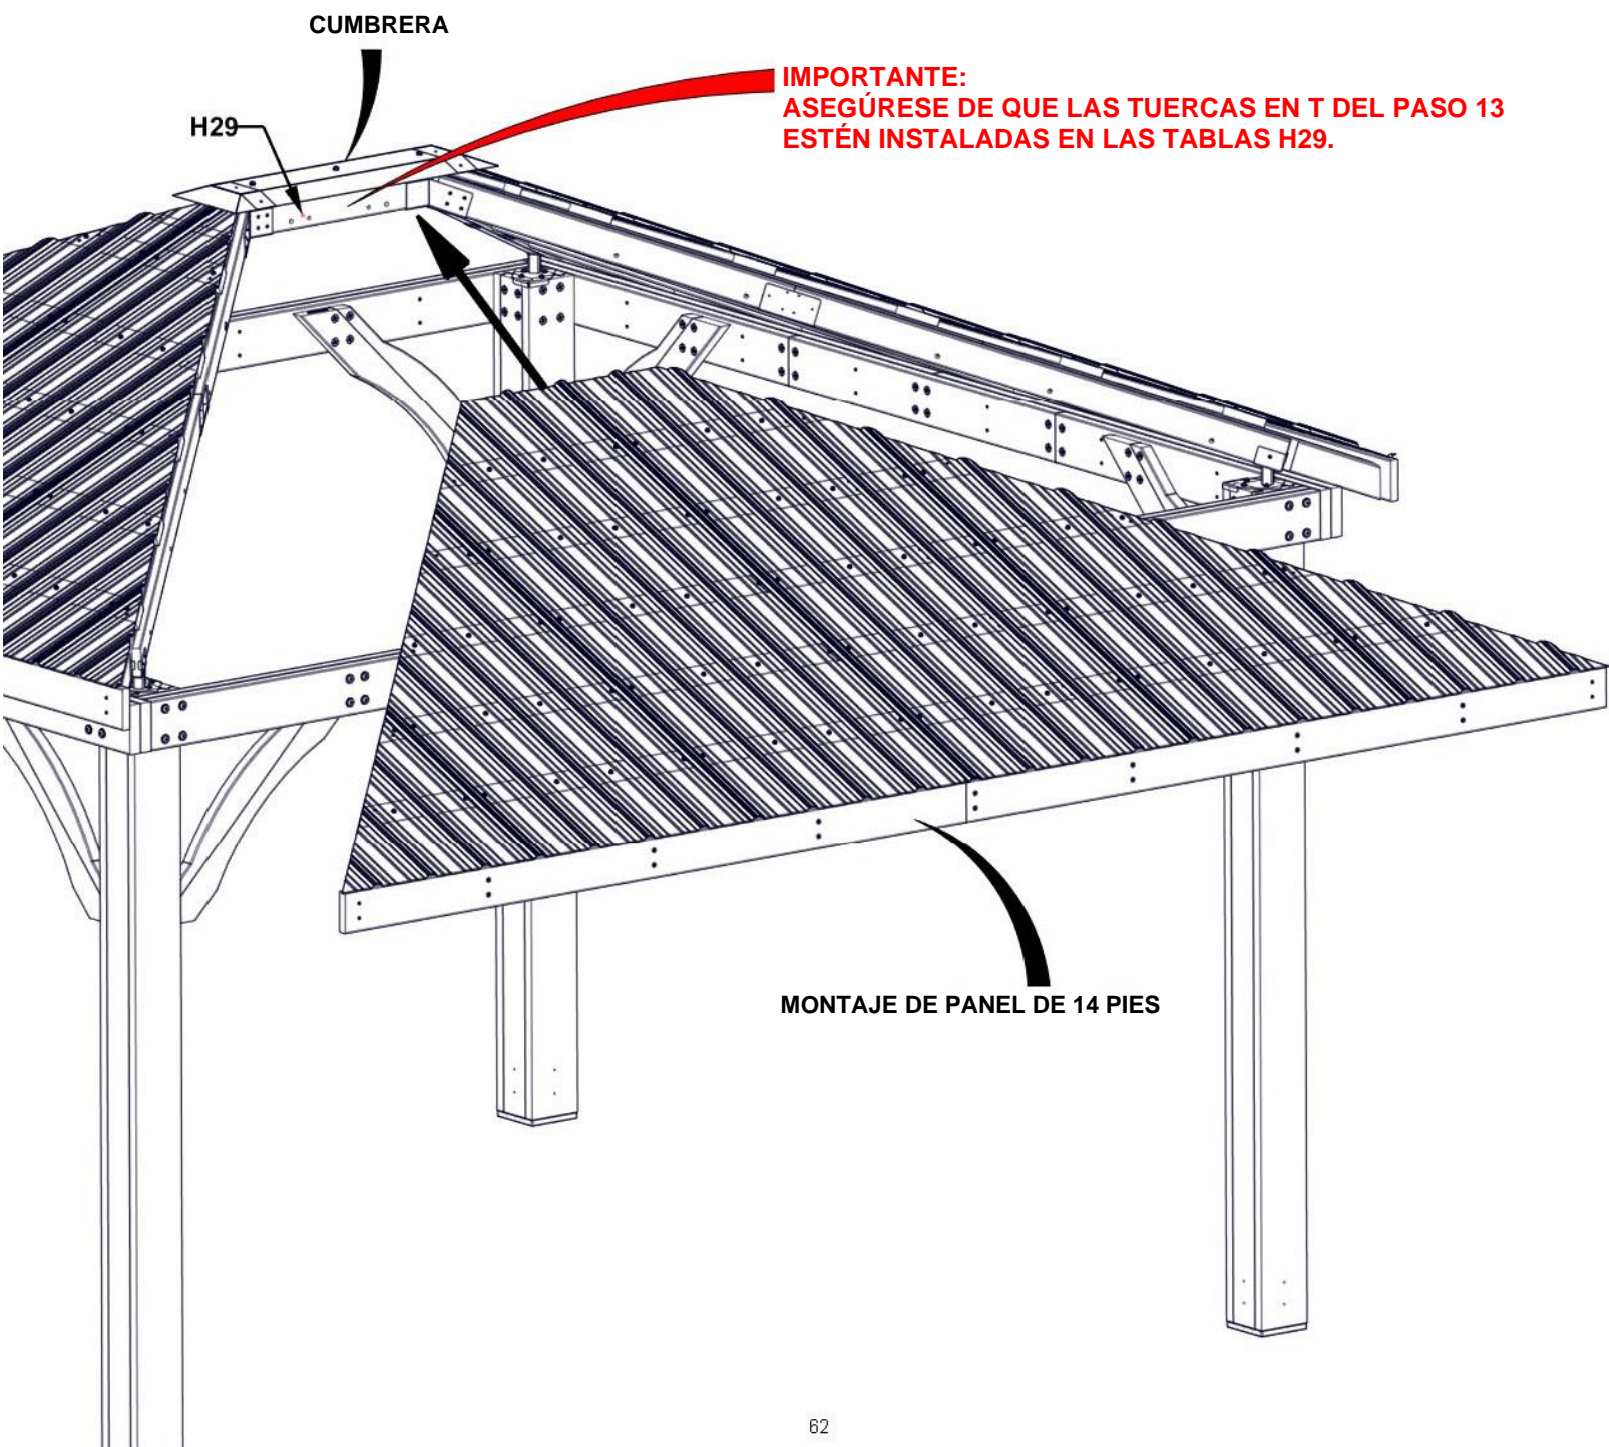 CUMBRERA
IMPORTANTE:
ASEGÚRESE DE QUE LAS TUERCAS EN T DEL PASO 13
ESTÉN INSTALADAS EN LAS TABLAS H29.
H29
MONTAJE DE PANEL DE 14 PIES
62